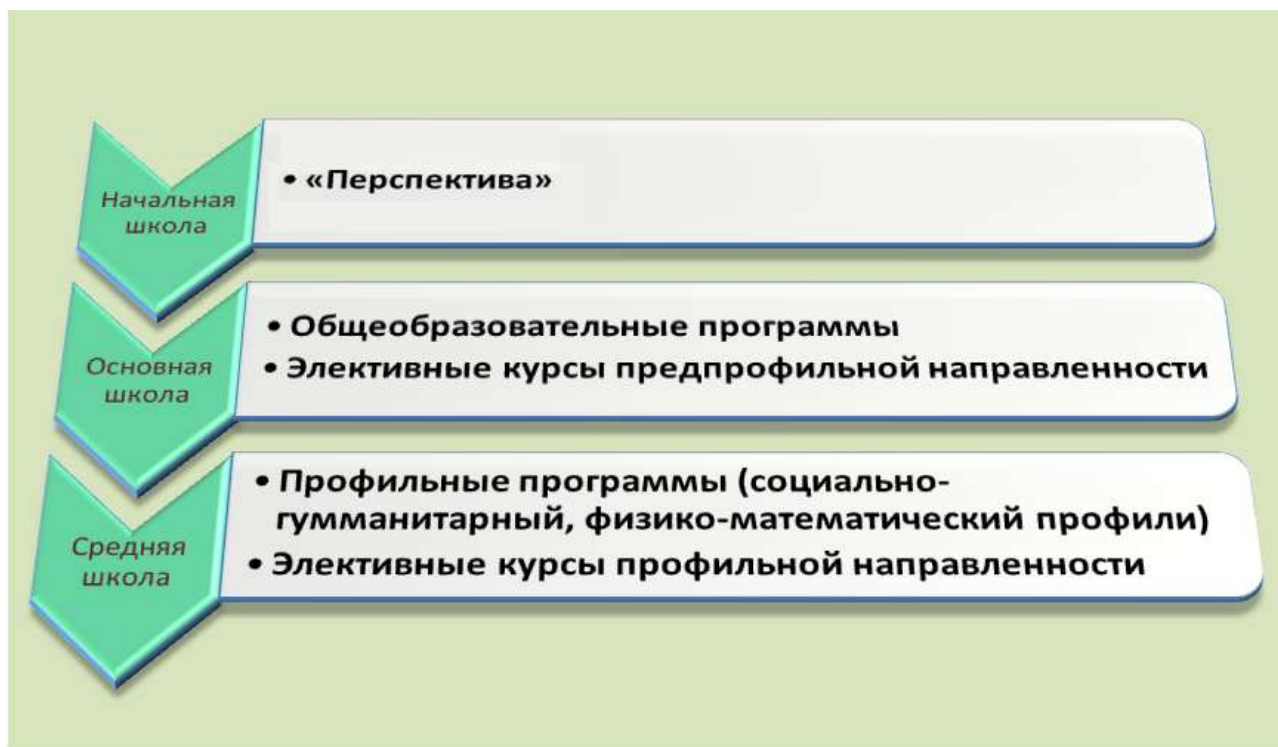 Начальная
школа
• «Перспектива»
Основная
школа
• Общеобразовательные программы
• Элективные курсы предпрофильной направленности
Средняя
школа
• Профильные программы (социально-
гумманитарный, физико-математический профили)
• Элективные курсы профильной направленности